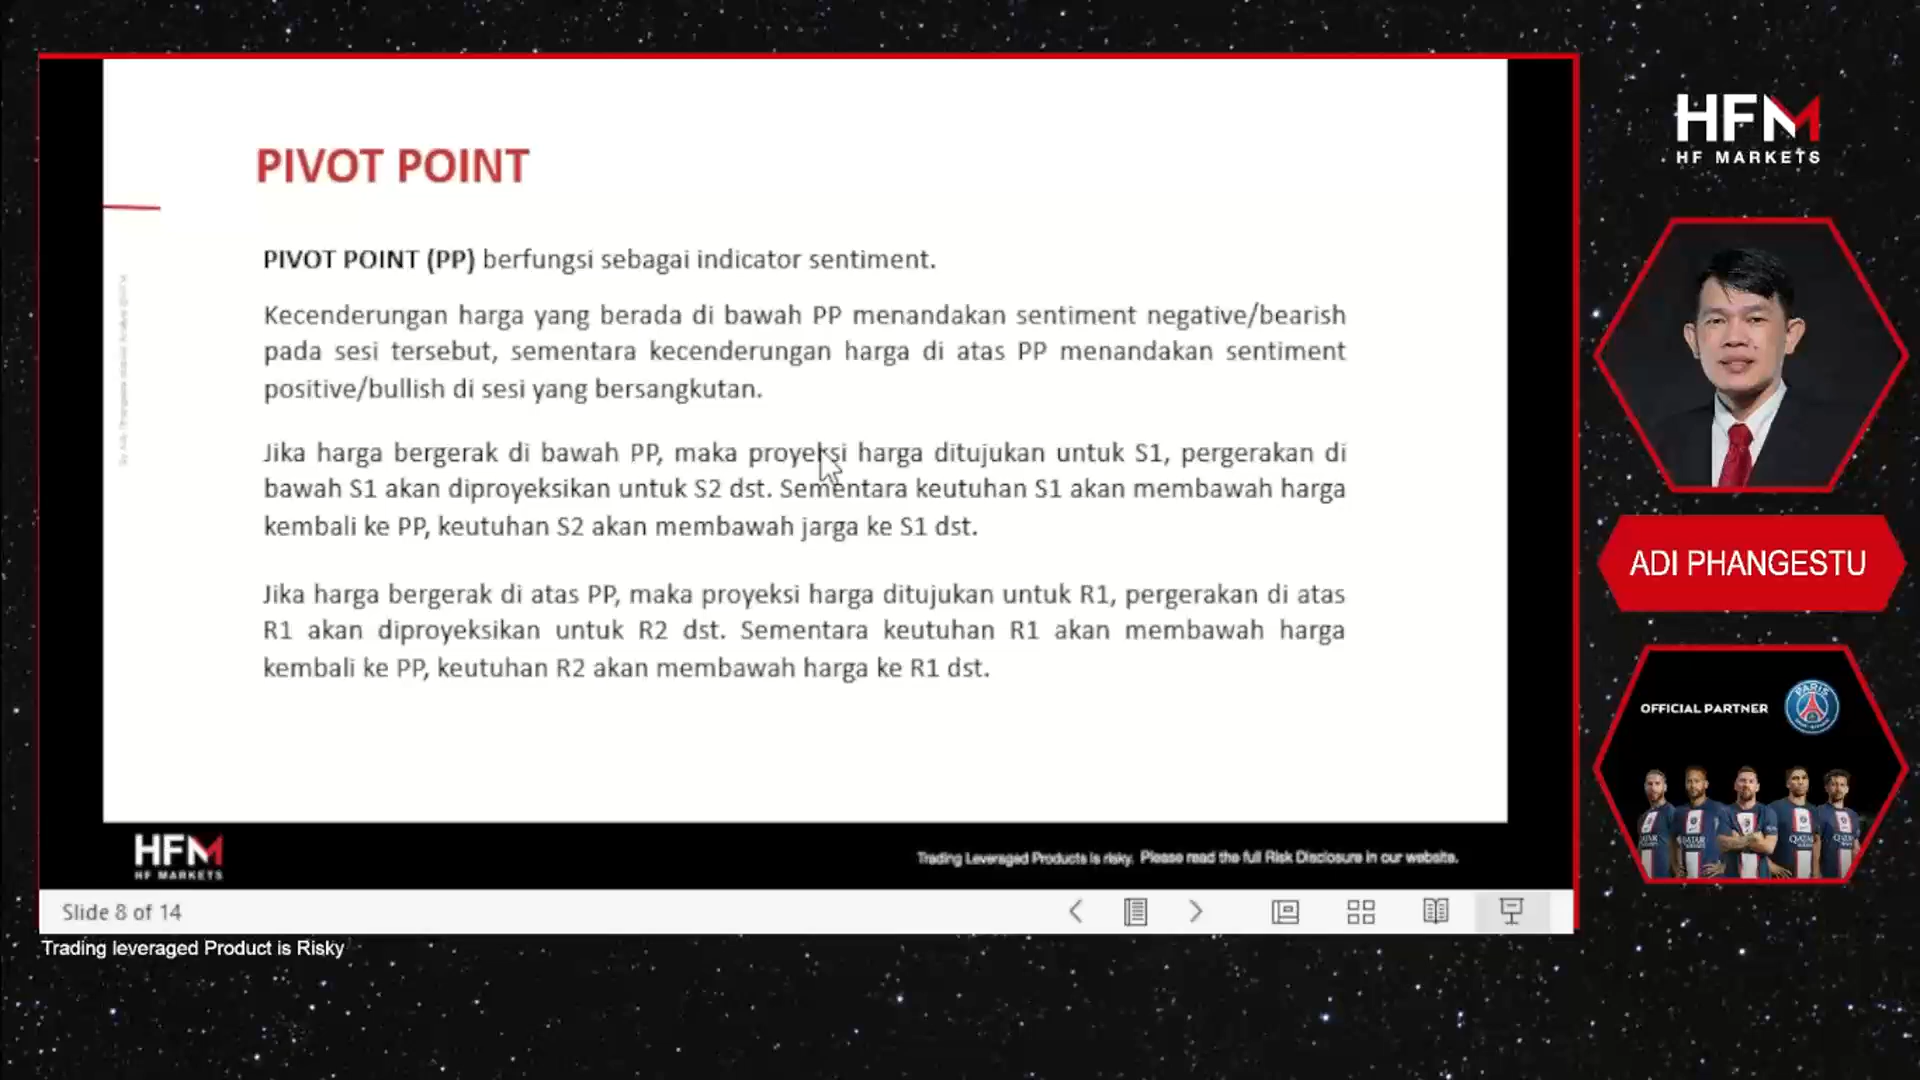 PIVOT POINT
PIVOT POINT (PP) berfungsi sebagai indicator sentiment.
Kecenderungan harga yang berada di bawah PP menandakan sentiment negative/bearish
pada sesi tersebut, sementara kecenderungan harga di atas PP menandakan sentiment
positive/bullish di sesi yang bersangkutan.
Jika harga bergerak di bawah PP, maka proyeksi harga ditujukan untuk S1, pergerakan di
bawah S1 akan diproyeksikan untuk S2 dst. Sementara keutuhan S1 akan membawah harga
kembali ke PP, keutuhan S2 akan membawah jarga ke S1 dst.
Jika harga bergerak di atas PP, maka proyeksi harga ditujukan untuk R1, pergerakan di atas
R1 akan diproyeksikan untuk R2 dst. Sementara keutuhan R1 akan membawah harga
kembali ke PP, keutuhan R2 akan membawah harga ke R1 dst.
HFM
HF MARKETS
Trading Leveraged Products is risky. Please read the full Risk Disclosure in our website.
Slide 8 of 14
Trading leveraged Product is Risky
HFM
HF MARKETS
ADI PHANGESTU
OFFICIAL PARTNER
PARIS